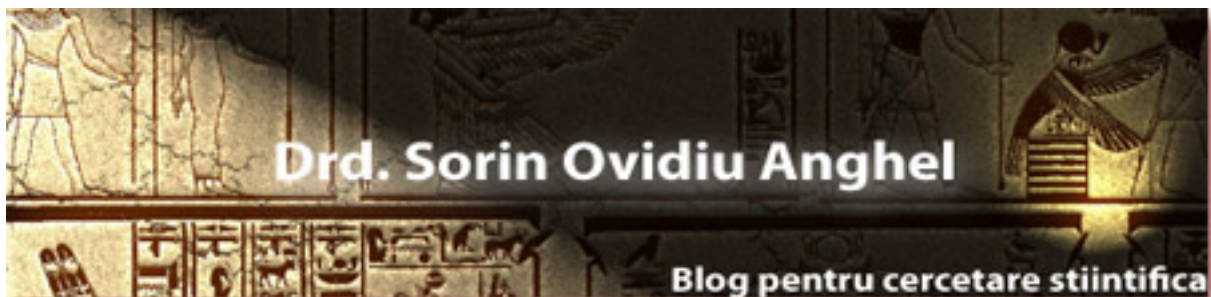 Drd. Sorin Ovidiu Anghel
Blog pentru cercetare stiintifica